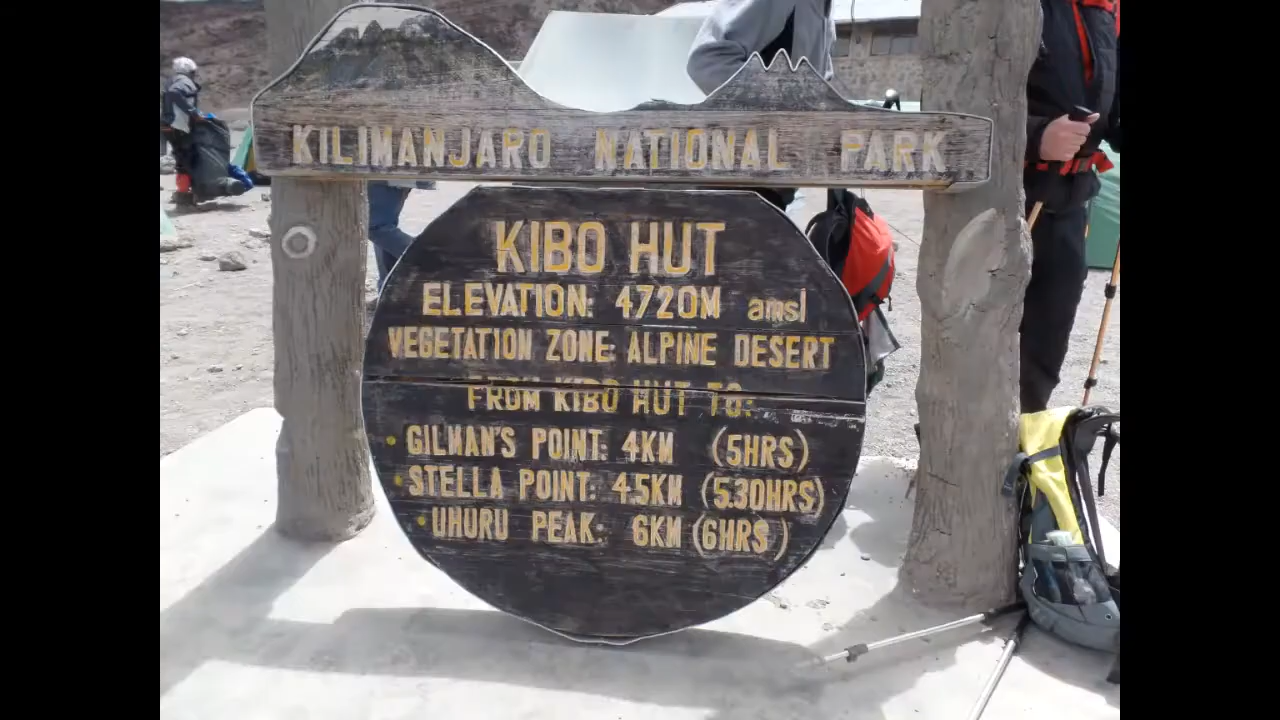 KILIMANJARO NATIONAL PARK
KIBO HUT
ELEVATION: 4720M amsl
VEGETATION ZONE: ALPINE DESERT
FROM KIBO HUT TO:
• GILMAN'S POINT: 4KM (5HRS)
• STELLA POINT: 4.5KM (5.30HRS)
• UHURU PEAK: 6KM (6HRS)